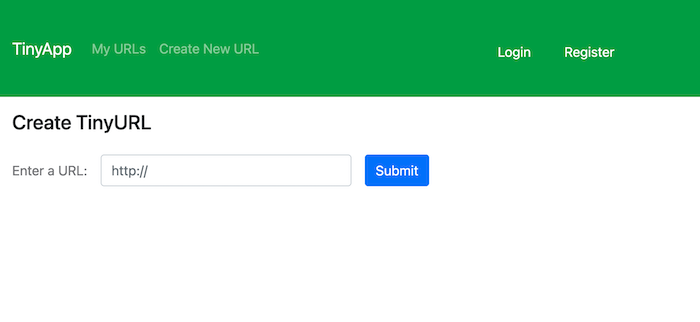 TinyApp My URLs Create New URL Login Register
Create TinyURL
Enter a URL: http:// Submit